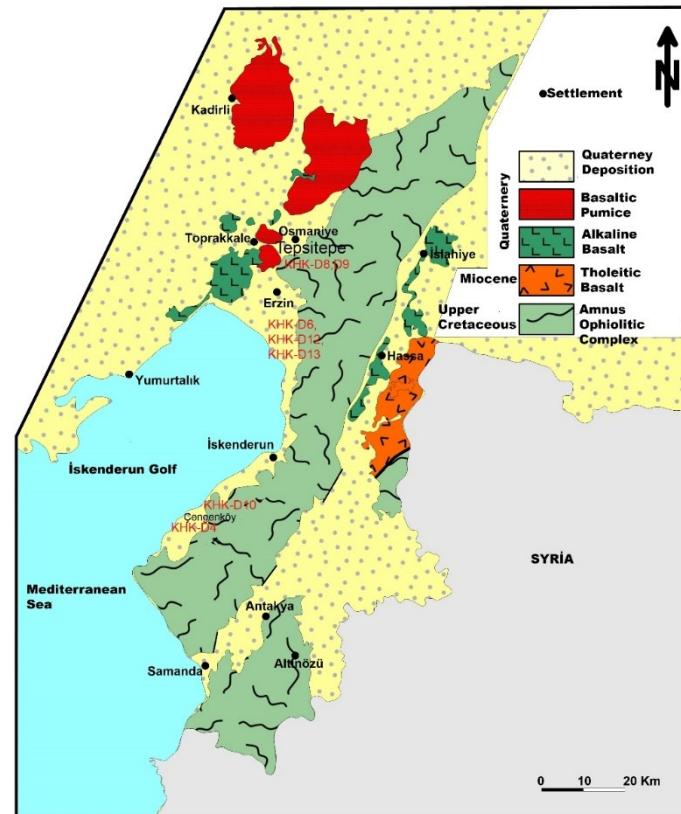 N
Settlement
Kadirli
Quaternery
Quaterney
Deposition
Basaltic
Pumice
Alkaline
Basalt
Miocene
Tholeitic
Basalt
Upper
Cretaceous
Amnus
Ophiolitic
Complex
Toprakkale
Osmaniye
Tepsitepe
KHK-D8,D9
İslahiye
Erzin
KHK-D6,
KHK-D12,
KHK-D13
Hassa
Yumurtalık
İskenderun
İskenderun Golf
KHK-D10
KHK-D4
SYRİA
Mediterranean
Sea
Antakya
Altınözü
Samanda
0 10 20 Km